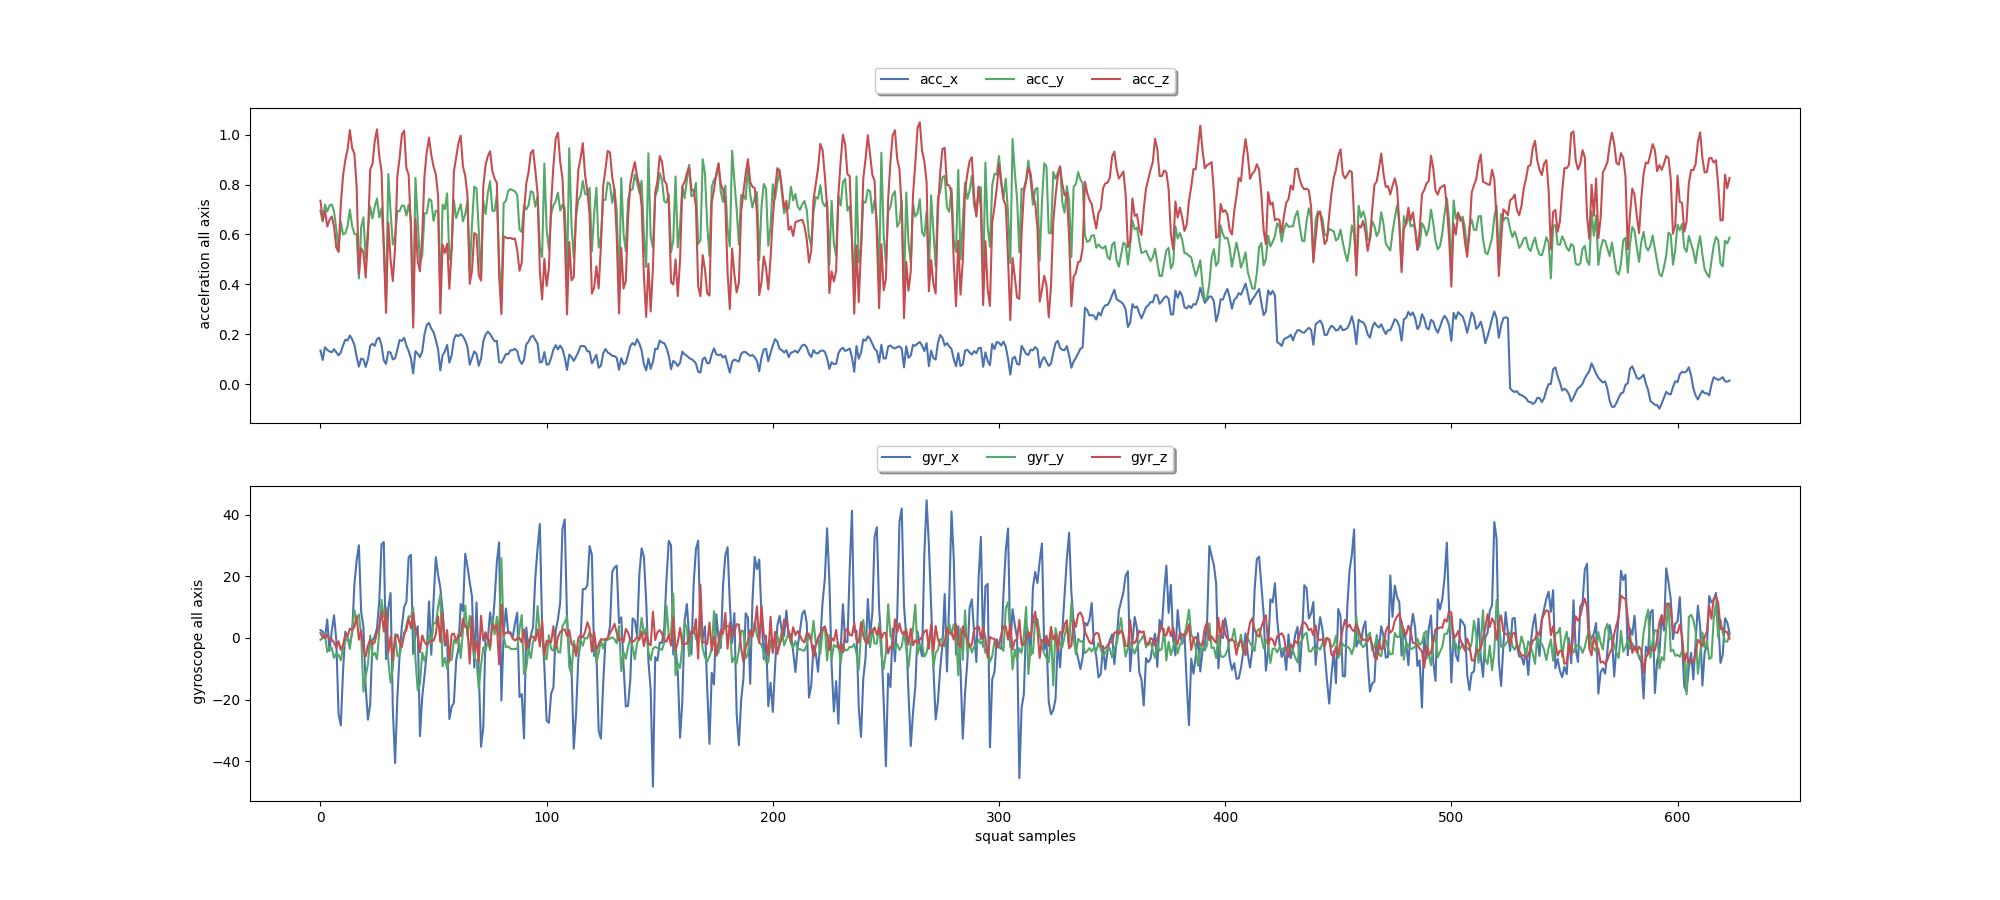 acc_x acc_y acc_z
accelration all axis
1.0
0.8
0.6
0.4
0.2
0.0
gyr_x gyr_y gyr_z
gyroscope all axis
40
20
0
−20
−40
0 100 200 300 400 500 600
squat samples